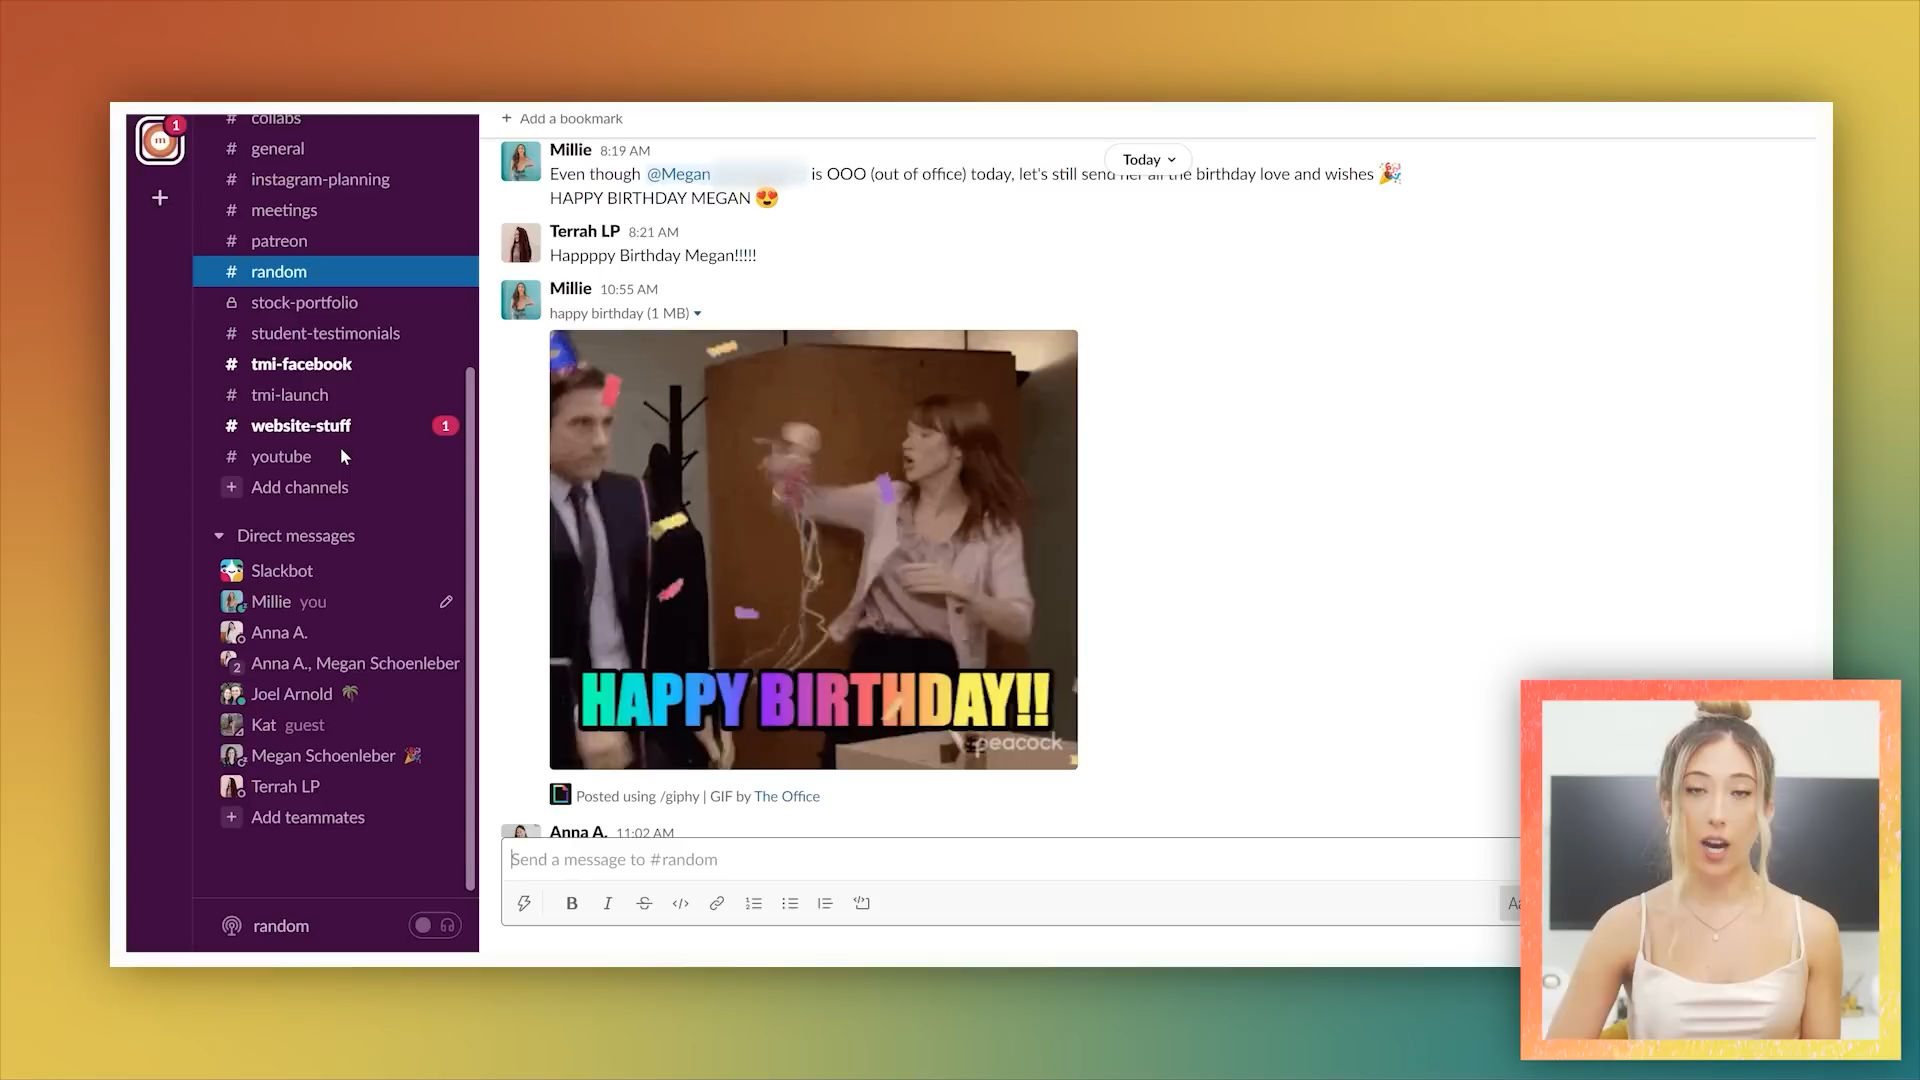 1
m
# collabs
# general
# instagram-planning
# meetings
# patreon
# random
stock-portfolio
# student-testimonials
# tmi-facebook
# tmi-launch
# website-stuff 1
# youtube
+ Add channels
Direct messages
Slackbot
Millie you
Anna A.
2 Anna A., Megan Schoenleber
Joel Arnold 🌴
Kat guest
Megan Schoenleber 🎉
Terrah LP
+ Add teammates
random
+ Add a bookmark
Today
Millie 8:19 AM
Even though @Megan is OOO (out of office) today, let's still send her all the birthday love and wishes 🎉
HAPPY BIRTHDAY MEGAN 😍
Terrah LP 8:21 AM
Happppy Birthday Megan!!!!!
Millie 10:55 AM
happy birthday (1 MB)
HAPPY BIRTHDAY!!
peacock
Posted using /giphy | GIF by The Office
Anna A. 11:02 AM
Send a message to #random
B I S </>